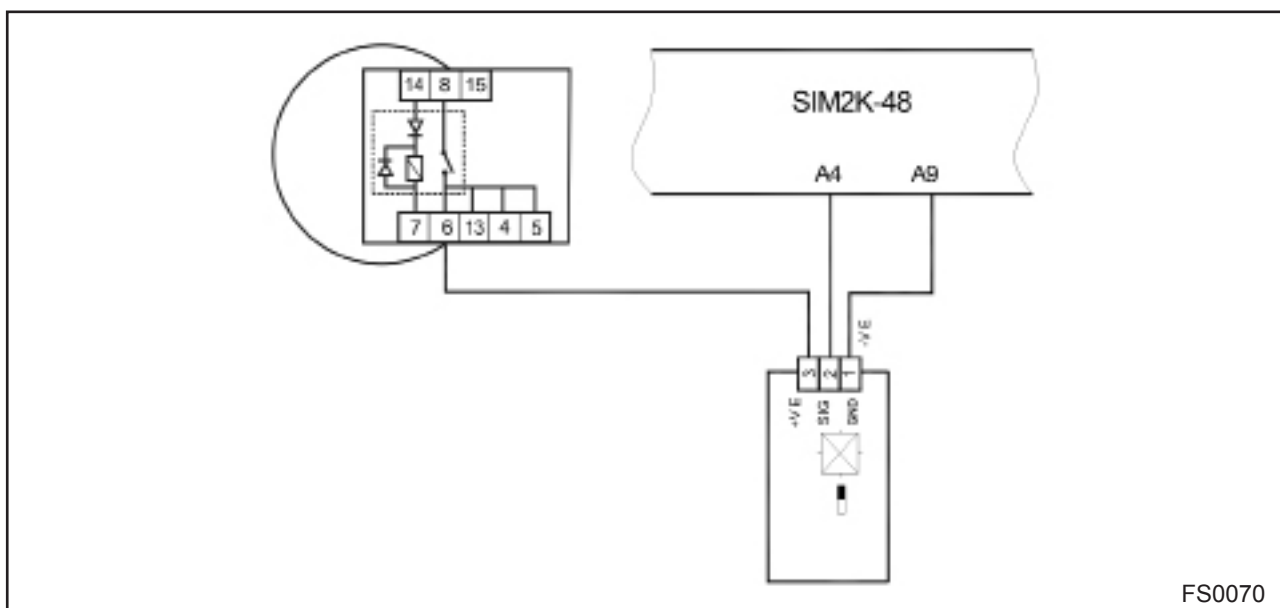 14 8 15
SIM2K-48
A4 A9
7 6 13 4 5
-VE
3 2 1
+VE SIG GND
FS0070